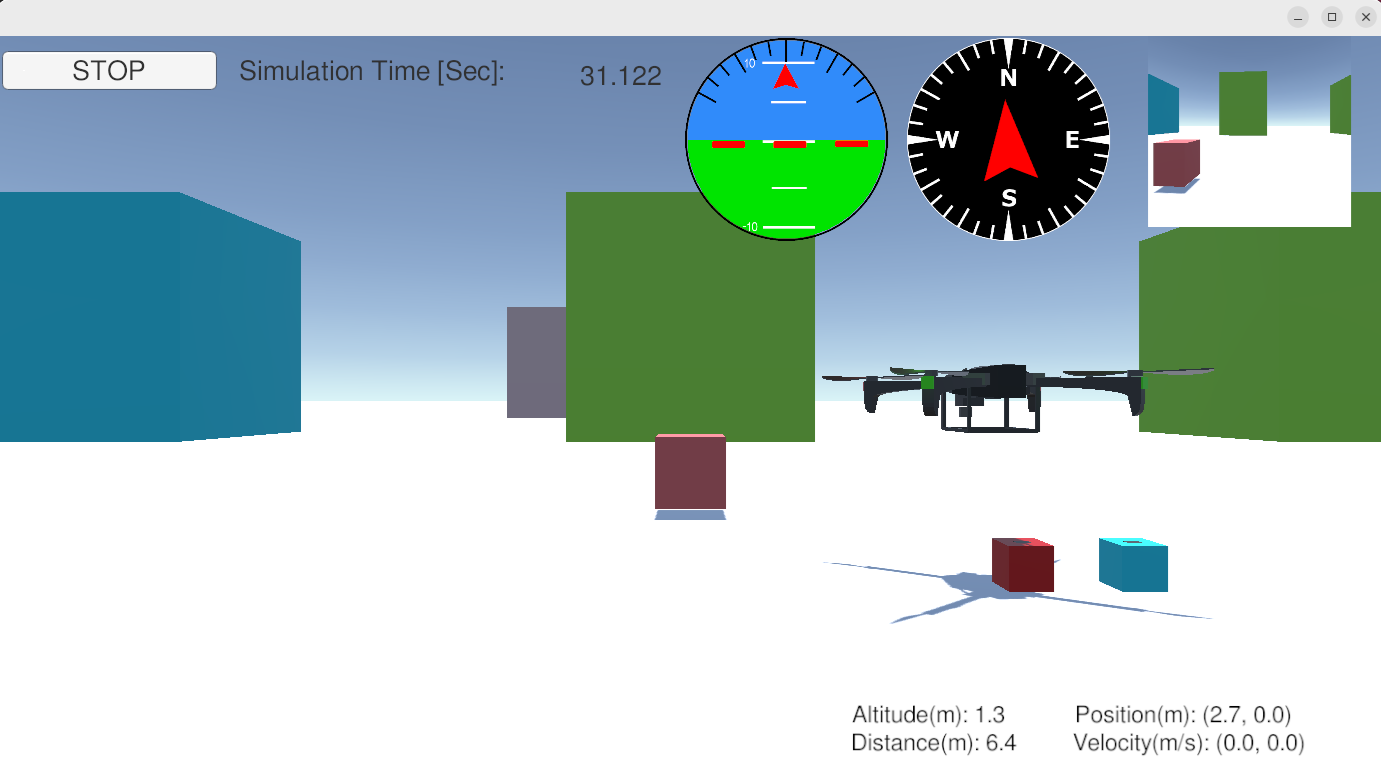 STOP
Simulation Time [Sec]: 31.122
10
-10
N
W E
S
Altitude(m): 1.3 Position(m): (2.7, 0.0)
Distance(m): 6.4 Velocity(m/s): (0.0, 0.0)